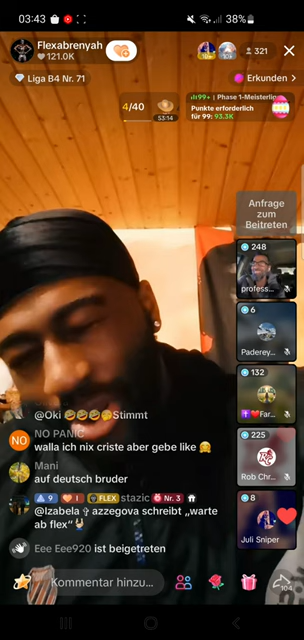 03:43
38%
Flexabrenyah
121.0K
321
Liga B4 Nr. 71
Erkunden >
4/40
53:14
99+ | Phase 1-Meisterlig
Punkte erforderlich
für 99: 93.3K
Anfrage
zum
Beitreten
248
profess...
6
Paderey...
132
Far...
225
Rob Chr...
8
Juli Sniper
@Oki 🤣🤣🤣🤣Stimmt
NO
NO PANIC
walla ich nix criste aber gebe like 🤗
Mani
auf deutsch bruder
9 I FLEX stazic Nr. 3
@Izabela ✞ azzegova schreibt „warte
ab flex“
Eee Eee920 ist beigetreten
Kommentar hinzu...
104